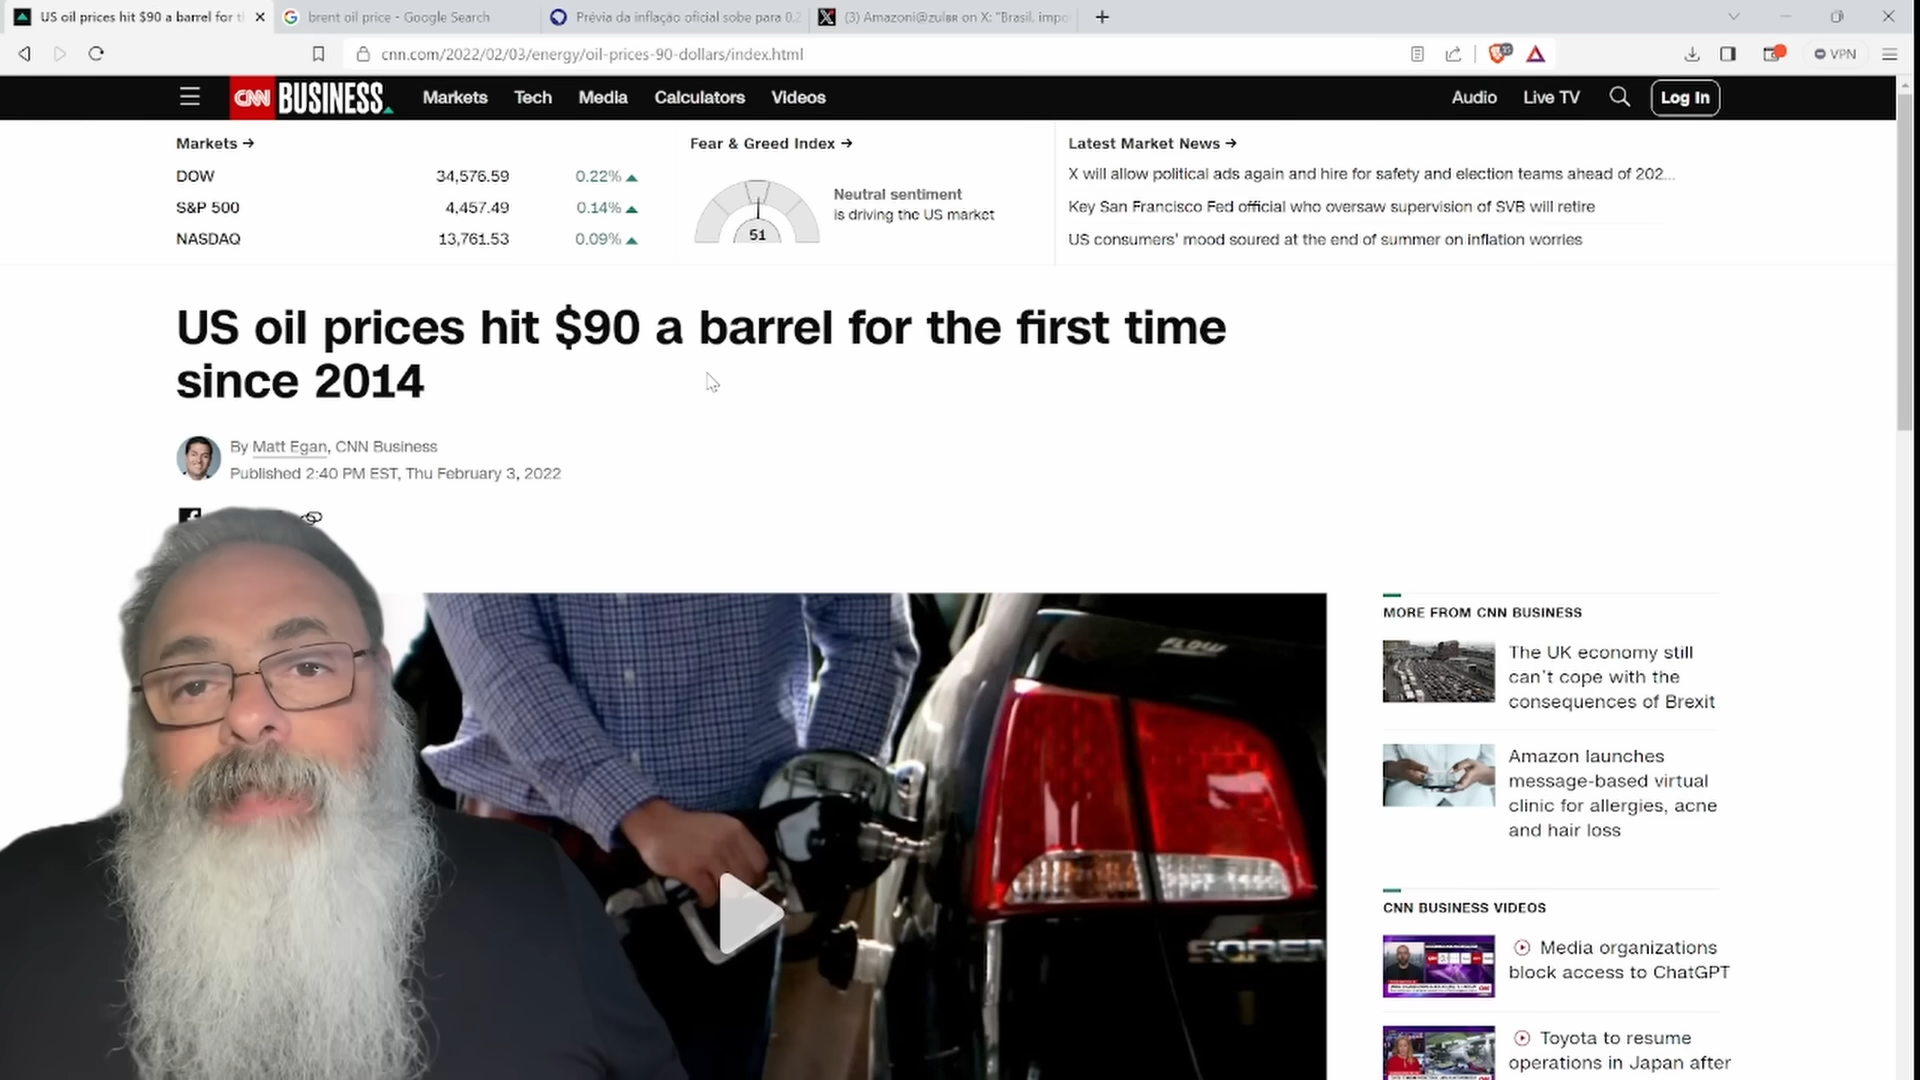 US oil prices hit $90 a barrel for t
brent oil price - Google Search
Prévia da inflação oficial sobe para 0,2
(3) Amazoni@zulвя on X: "Brasil, impo
cnn.com/2022/02/03/energy/oil-prices-90-dollars/index.html
35
VPN
CNN BUSINESS
Markets
Tech
Media
Calculators
Videos
Audio
Live TV
Log In
Markets →
DOW 34,576.59 0.22%
S&P 500 4,457.49 0.14%
NASDAQ 13,761.53 0.09%
Fear & Greed Index →
51
Neutral sentiment
is driving the US market
Latest Market News →
X will allow political ads again and hire for safety and election teams ahead of 202...
Key San Francisco Fed official who oversaw supervision of SVB will retire
US consumers' mood soured at the end of summer on inflation worries
US oil prices hit $90 a barrel for the first time
since 2014
By Matt Egan, CNN Business
Published 2:40 PM EST, Thu February 3, 2022
FLOW
SOREN
MORE FROM CNN BUSINESS
The UK economy still
can't cope with the
consequences of Brexit
Amazon launches
message-based virtual
clinic for allergies, acne
and hair loss
CNN BUSINESS VIDEOS
Media organizations
block access to ChatGPT
Toyota to resume
operations in Japan after